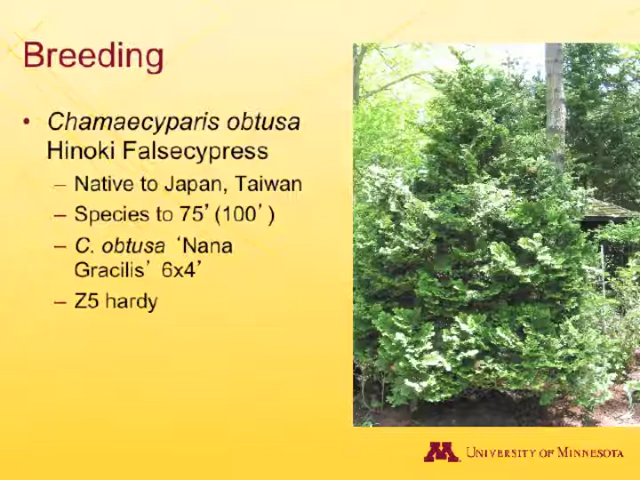 Breeding
• Chamaecyparis obtusa
Hinoki Falsecypress
– Native to Japan, Taiwan
– Species to 75’ (100’)
– C. obtusa ‘Nana
Gracilis’ 6x4’
– Z5 hardy
M University of Minnesota